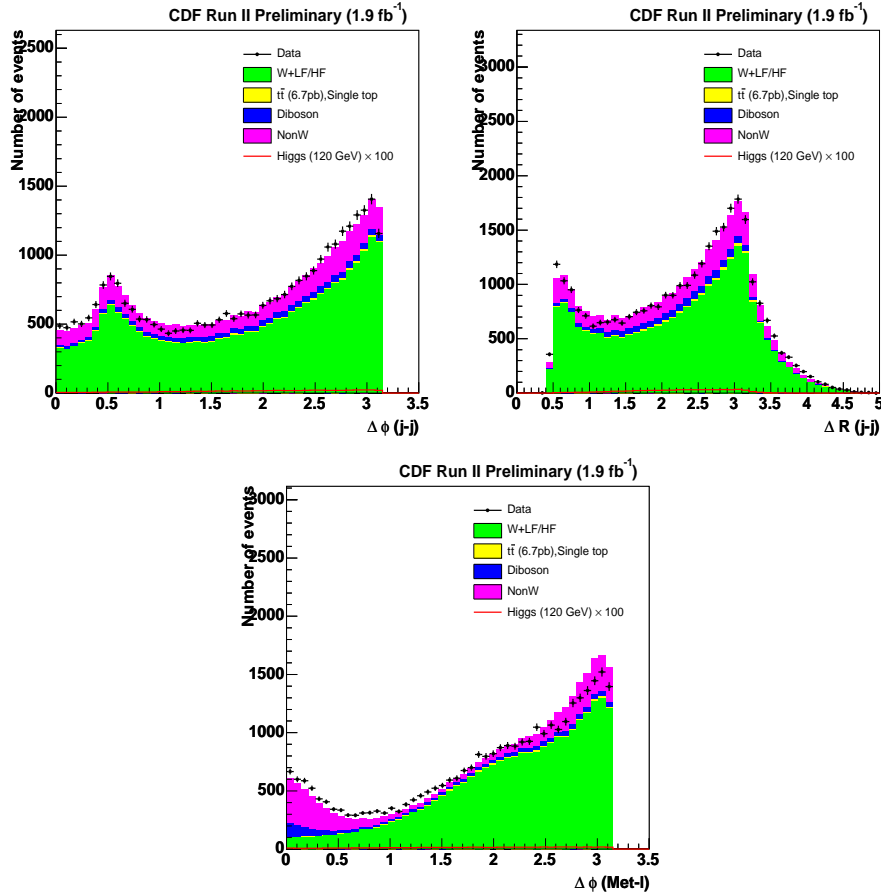 CDF Run II Preliminary (1.9 fb⁻¹)
Number of events
2500
2000
1500
1000
500
0
Data
W+LF/HF
tt̄ (6.7pb),Single top
Diboson
NonW
Higgs (120 GeV) × 100
0 0.5 1 1.5 2 2.5 3 3.5
Δ ϕ (j-j)
CDF Run II Preliminary (1.9 fb⁻¹)
Number of events
3000
2500
2000
1500
1000
500
0
Data
W+LF/HF
tt̄ (6.7pb),Single top
Diboson
NonW
Higgs (120 GeV) × 100
0 0.5 1 1.5 2 2.5 3 3.5 4 4.5 5
Δ R (j-j)
CDF Run II Preliminary (1.9 fb⁻¹)
Number of events
3000
2500
2000
1500
1000
500
0
Data
W+LF/HF
tt̄ (6.7pb),Single top
Diboson
NonW
Higgs (120 GeV) × 100
0 0.5 1 1.5 2 2.5 3 3.5
Δ ϕ (Met-l)